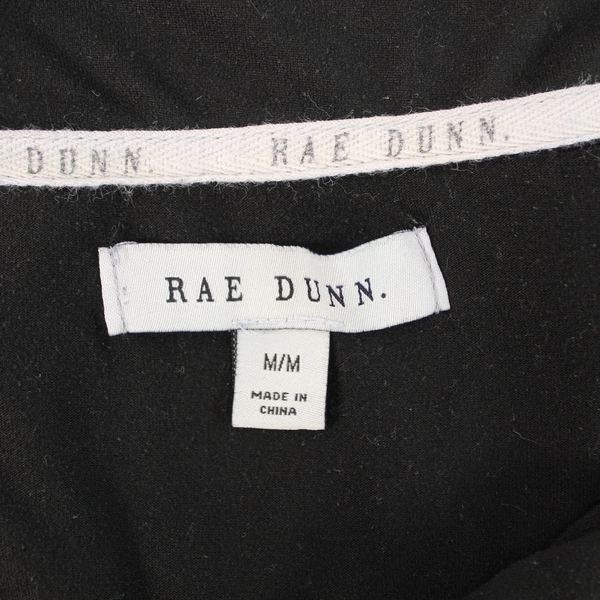 DUNN. RAE DUNN.
RAE DUNN.
M/M
MADE IN
CHINA